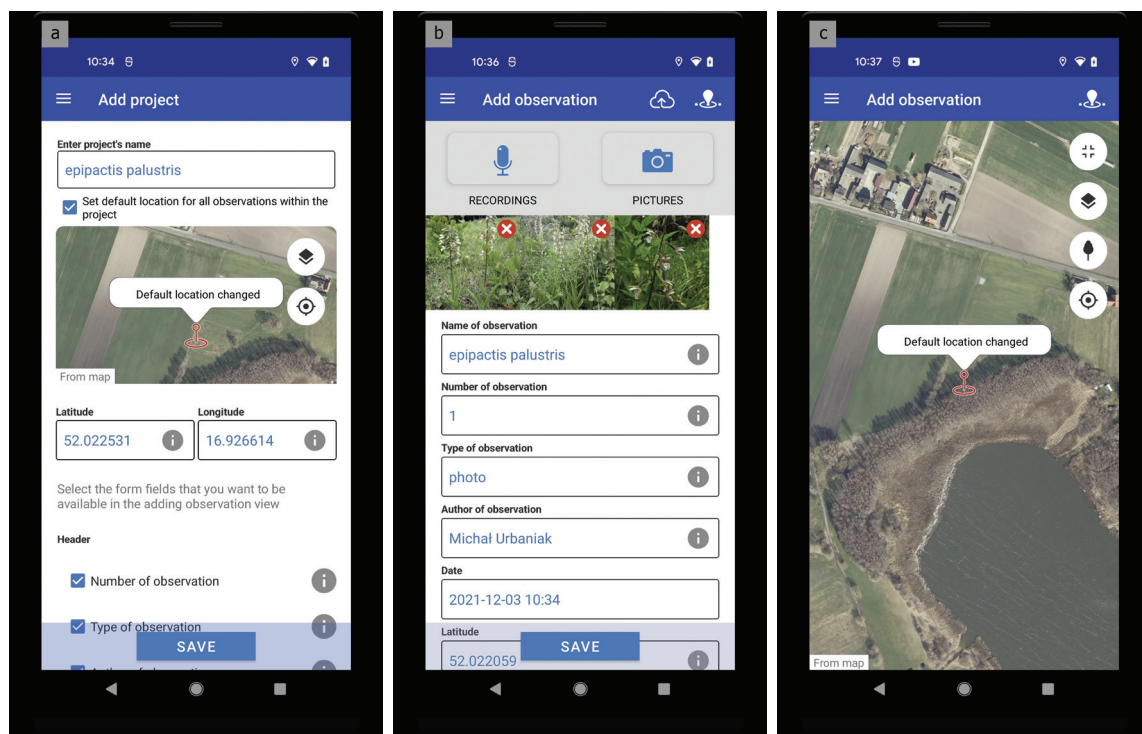 a
10:34
Add project
Enter project's name
epipactis palustris
Set default location for all observations within the
project
Default location changed
From map
Latitude
Longitude
52.022531
16.926614
Select the form fields that you want to be
available in the adding observation view
Header
Number of observation
Type of observation
SAVE
b
10:36
Add observation
RECORDINGS
PICTURES
Name of observation
epipactis palustris
Number of observation
1
Type of observation
photo
Author of observation
Michał Urbaniak
Date
2021-12-03 10:34
Latitude
SAVE
52.022059
c
10:37
Add observation
Default location changed
From map